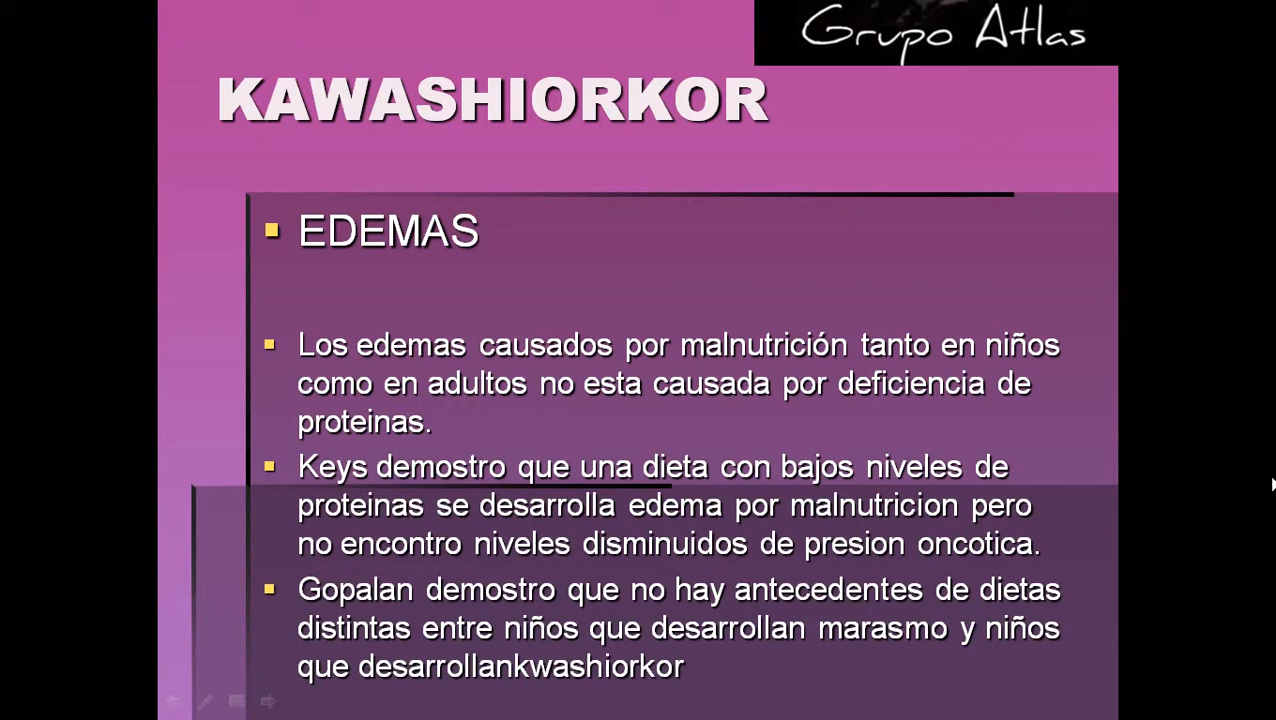 Grupo Atlas
KAWASHIORKOR
EDEMAS
Los edemas causados por malnutrición tanto en niños
como en adultos no esta causada por deficiencia de
proteinas.
Keys demostro que una dieta con bajos niveles de
proteinas se desarrolla edema por malnutricion pero
no encontro niveles disminuidos de presion oncotica.
Gopalan demostro que no hay antecedentes de dietas
distintas entre niños que desarrollan marasmo y niños
que desarrollankwashiorkor